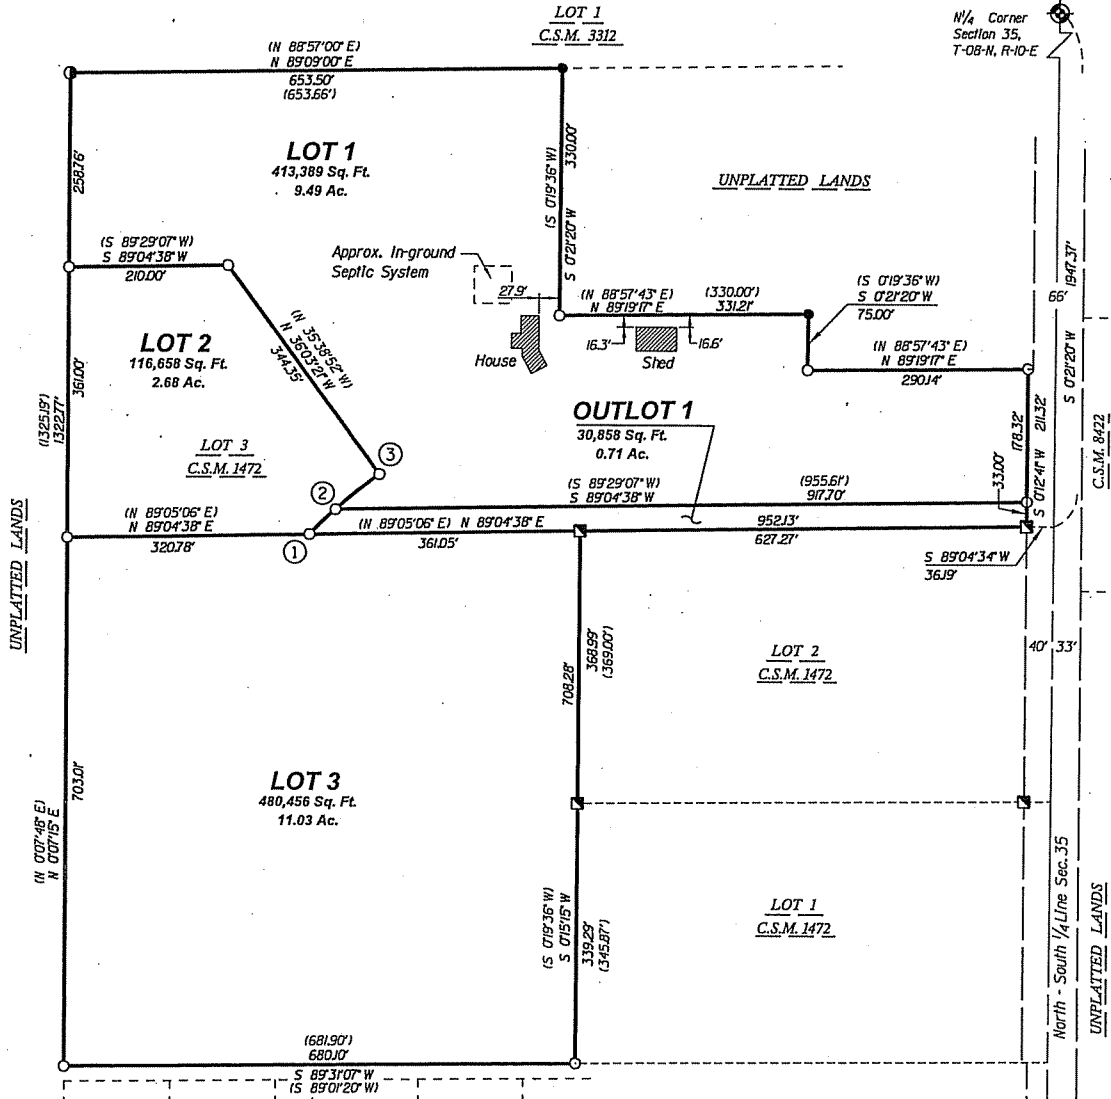 LOT 1
C.S.M. 3312
N¼ Corner
Section 35,
T-08-N, R-10-E
(N 88°57'00" E)
N 89°09'00" E
653.50'
(653.66')
258.76'
LOT 1
413,389 Sq. Ft.
9.49 Ac.
(S 0°19'36" W)
S 0°21'20" W
330.00'
UNPLATTED LANDS
(S 89°29'07" W)
S 89°04'38" W
210.00'
Approx. In-ground
Septic System
27.9'
(N 88°57'43" E)
N 89°19'17" E
(330.00')
331.21'
(S 0°19'36" W)
S 0°21'20" W
75.00'
66'
1947.37'
S 0°21'20" W
16.3'
16.6'
House
Shed
(N 88°57'43" E)
N 89°19'17" E
290.14'
(N 35°38'52" W)
N 36°03'21" W
344.35'
LOT 2
116,658 Sq. Ft.
2.68 Ac.
361.00'
(1325.19')
1322.77'
OUTLOT 1
30,858 Sq. Ft.
0.71 Ac.
178.32'
211.32'
33.00'
S 0°12'41" W
C.S.M. 8422
LOT 3
C.S.M. 1472
3
2
1
(S 89°29'07" W)
S 89°04'38" W
(955.61')
917.70'
(N 89°05'06" E)
N 89°04'38" E
320.78'
(N 89°05'06" E) N 89°04'38" E
361.05'
952.13'
627.27'
S 89°04'34" W
36.19'
UNPLATTED LANDS
40' 33'
LOT 2
C.S.M. 1472
708.28'
368.99'
(369.00')
LOT 3
480,456 Sq. Ft.
11.03 Ac.
703.01'
(N 0°07'48" E)
N 0°07'15" E
(S 0°19'36" W)
S 0°15'15" W
339.29'
(345.87')
LOT 1
C.S.M. 1472
North - South ¼ Line Sec. 35
UNPLATTED LANDS
(681.90')
680.10'
S 89°31'07" W
(S 89°01'20" W)